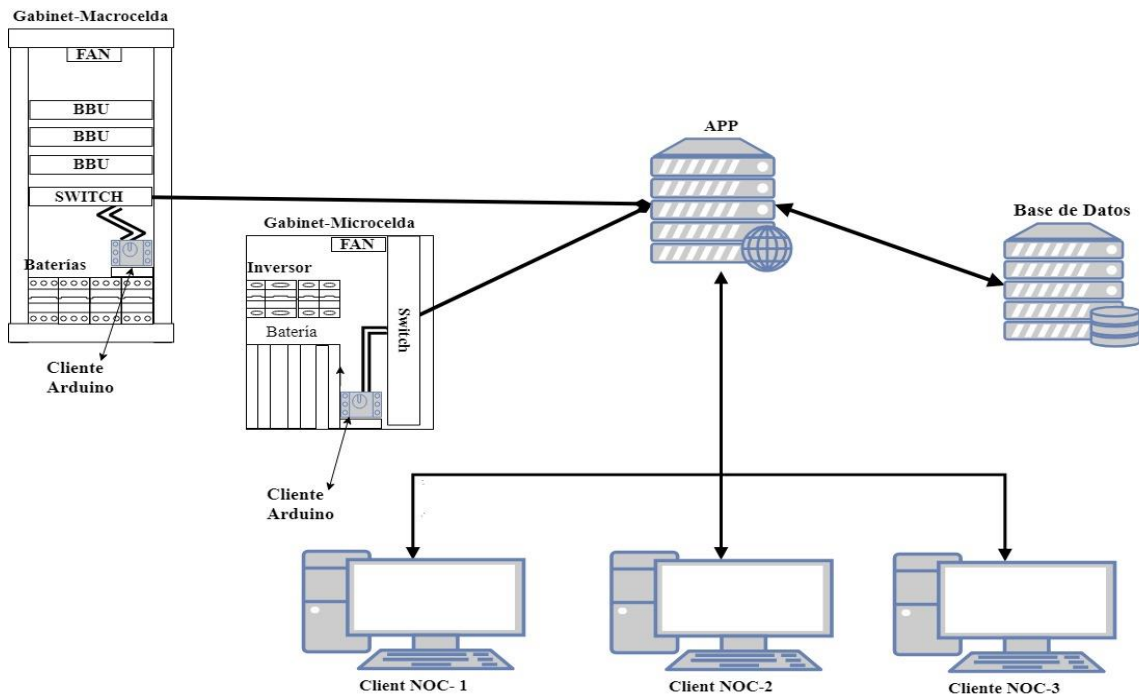 Gabinet-Macrocelda
FAN
BBU
BBU
BBU
SWITCH
Baterías
Cliente
Arduino
Gabinet-Microcelda
FAN
Inversor
Switch
Batería
Cliente
Arduino
APP
Base de Datos
Client NOC- 1
Client NOC-2
Cliente NOC-3